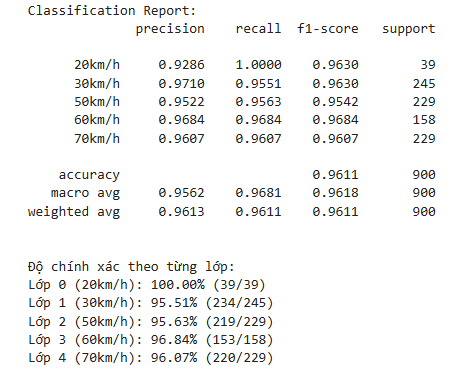 Classification Report:
precision recall f1-score support
20km/h 0.9286 1.0000 0.9630 39
30km/h 0.9710 0.9551 0.9630 245
50km/h 0.9522 0.9563 0.9542 229
60km/h 0.9684 0.9684 0.9684 158
70km/h 0.9607 0.9607 0.9607 229
accuracy 0.9611 900
macro avg 0.9562 0.9681 0.9618 900
weighted avg 0.9613 0.9611 0.9611 900
Độ chính xác theo từng lớp:
Lớp 0 (20km/h): 100.00% (39/39)
Lớp 1 (30km/h): 95.51% (234/245)
Lớp 2 (50km/h): 95.63% (219/229)
Lớp 3 (60km/h): 96.84% (153/158)
Lớp 4 (70km/h): 96.07% (220/229)